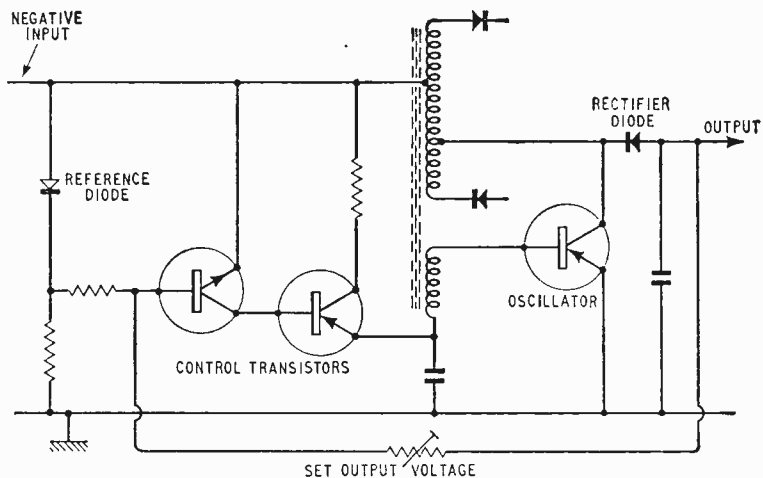 NEGATIVE
INPUT
RECTIFIER
DIODE
OUTPUT
REFERENCE
DIODE
OSCILLATOR
CONTROL TRANSISTORS
SET OUTPUT VOLTAGE